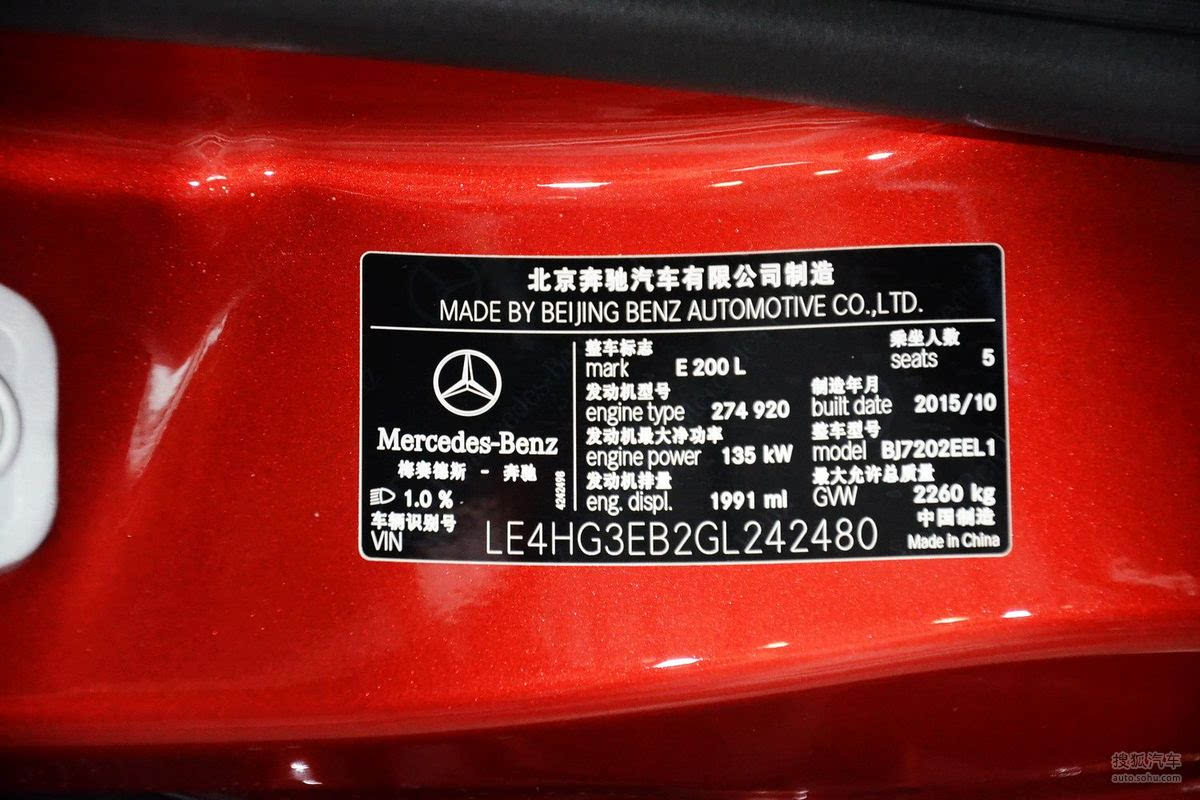 北京奔驰汽车有限公司制造
MADE BY BEIJING BENZ AUTOMOTIVE CO.,LTD.
Mercedes-Benz
梅赛德斯 - 奔驰
1.0 %
4242498
整车标志
mark E 200 L
乘坐人数
seats 5
发动机型号
engine type 274 920
制造年月
built date 2015/10
发动机最大净功率
engine power 135 kW
整车型号
model BJ7202EEL1
发动机排量
eng. displ. 1991 ml
最大允许总质量
GVW 2260 kg
车辆识别号
VIN LE4HG3EB2GL242480
中国制造
Made in China
搜狐汽车
auto.sohu.com